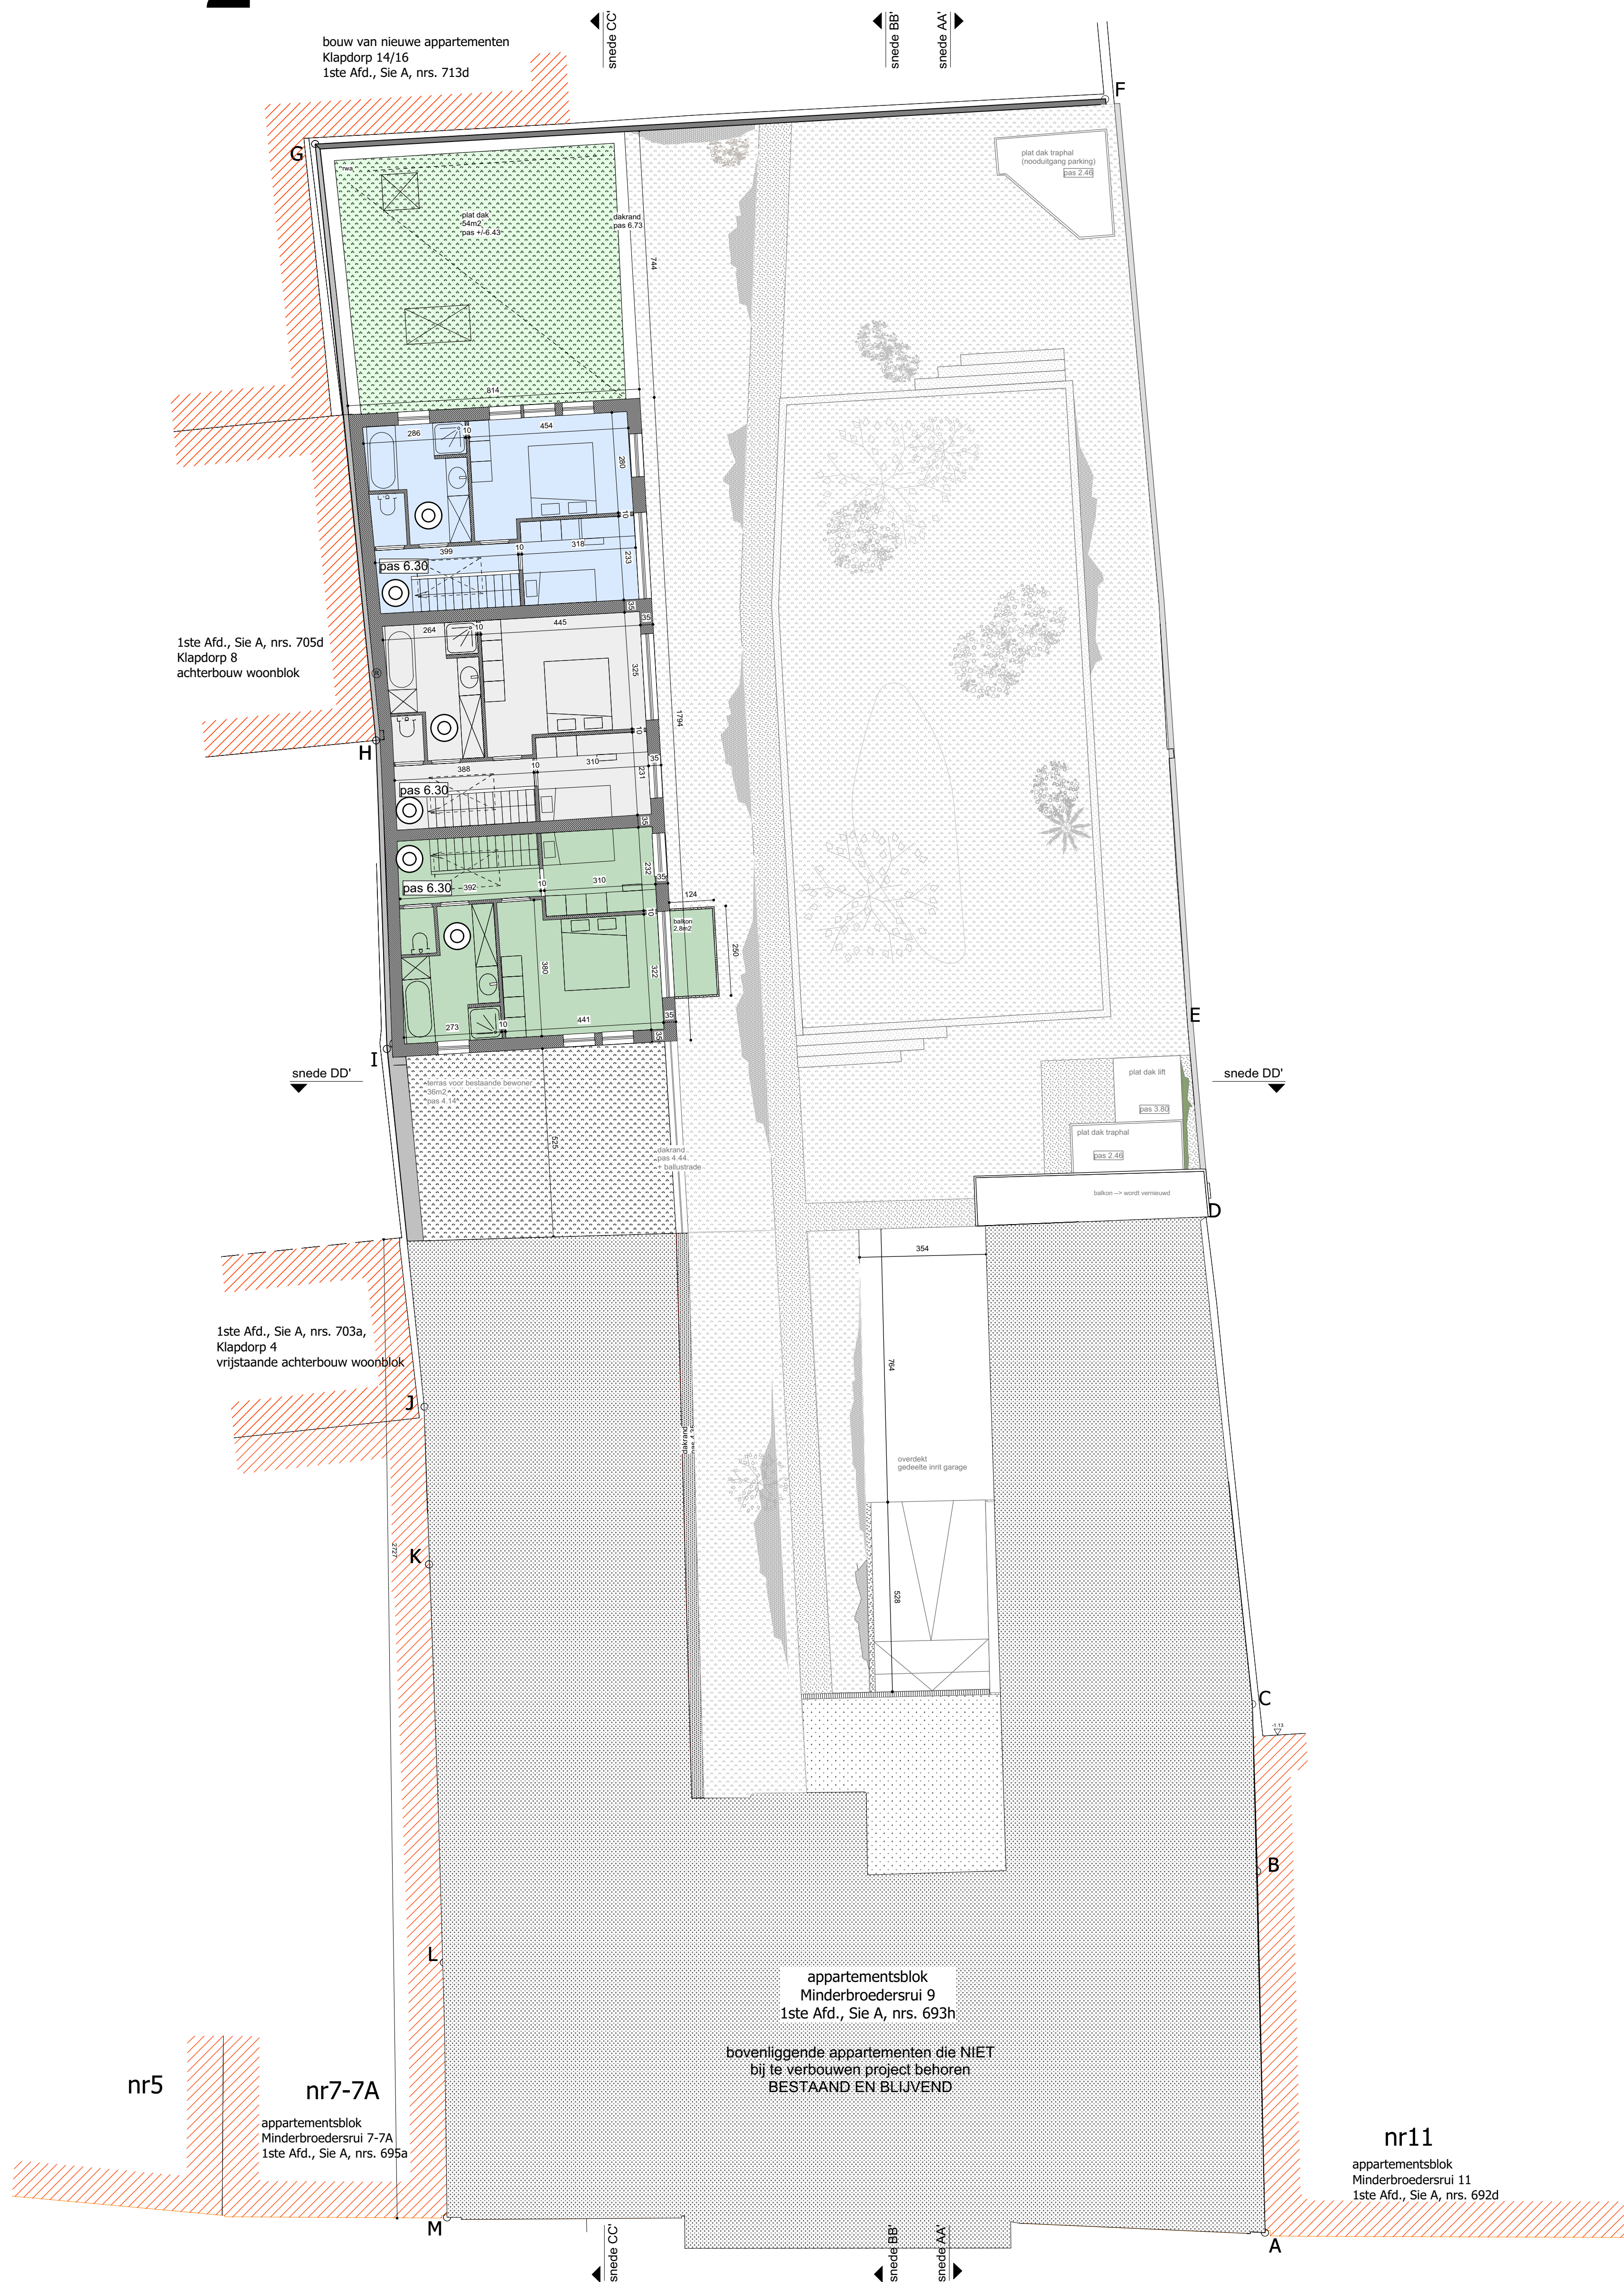 snede CC'
snede BB'
snede AA'
bouw van nieuwe appartementen
Klapdorp 14/16
1ste Afd., Sie A, nrs. 713d
F
G
plat dak traphal
(nooduitgang parking)
pas 2.46
rwa
plat dak
54m2
pas +/-6.43
dakrand
pas 6.73
744
814
286
10
454
280
10
399
10
318
pas 6.30
233
35
264
10
445
35
325
1ste Afd., Sie A, nrs. 705d
Klapdorp 8
achterbouw woonblok
1794
10
H
388
10
310
35
231
pas 6.30
35
232
pas 6.30
392
10
310
35
124
10
balkon
2.8m2
250
380
322
273
10
441
35
35
E
I
snede DD'
snede DD'
terras voor bestaande bewoner
36m2
pas 4.14
plat dak lift
pas 3.80
plat dak traphal
pas 2.46
525
dakrand
pas 4.44
+ ballustrade
balkon --> wordt vernieuwd
D
354
1ste Afd., Sie A, nrs. 703a,
Klapdorp 4
vrijstaande achterbouw woonblok
764
J
dakrand
overdekt
gedeelte inrit garage
2727
K
528
C
-1.13
B
L
appartementsblok
Minderbroedersrui 9
1ste Afd., Sie A, nrs. 693h
bovenliggende appartementen die NIET
bij te verbouwen project behoren
BESTAAND EN BLIJVEND
nr5
nr7-7A
appartementsblok
Minderbroedersrui 7-7A
1ste Afd., Sie A, nrs. 695a
nr11
appartementsblok
Minderbroedersrui 11
1ste Afd., Sie A, nrs. 692d
M
A
snede CC'
snede BB'
snede AA'